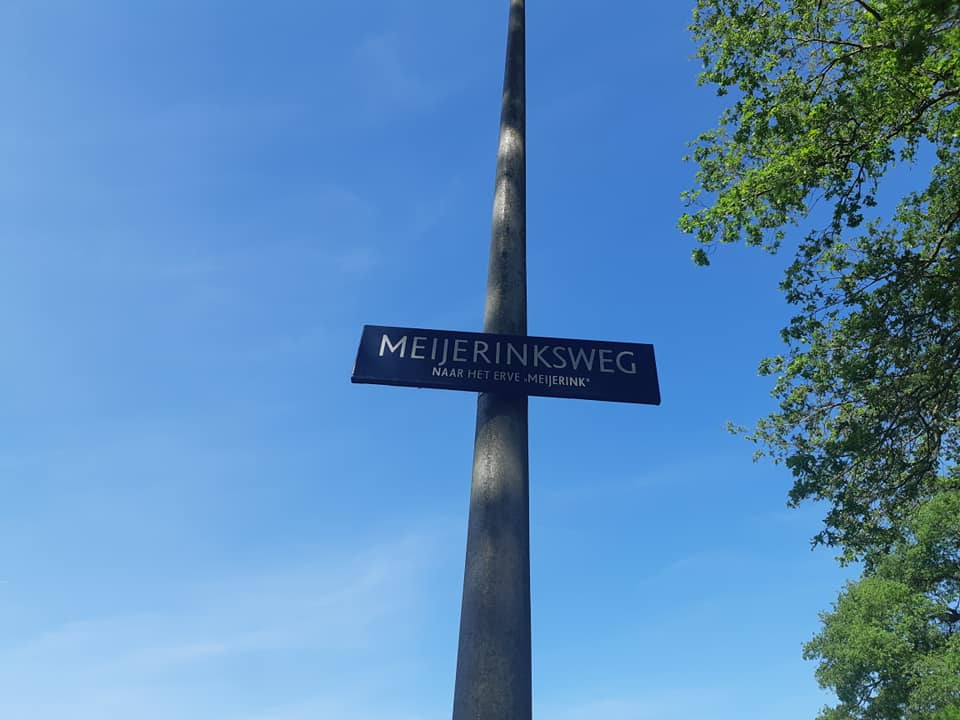 MEIJERINKSWEG
NAAR HET ERVE „MEIJERINK"